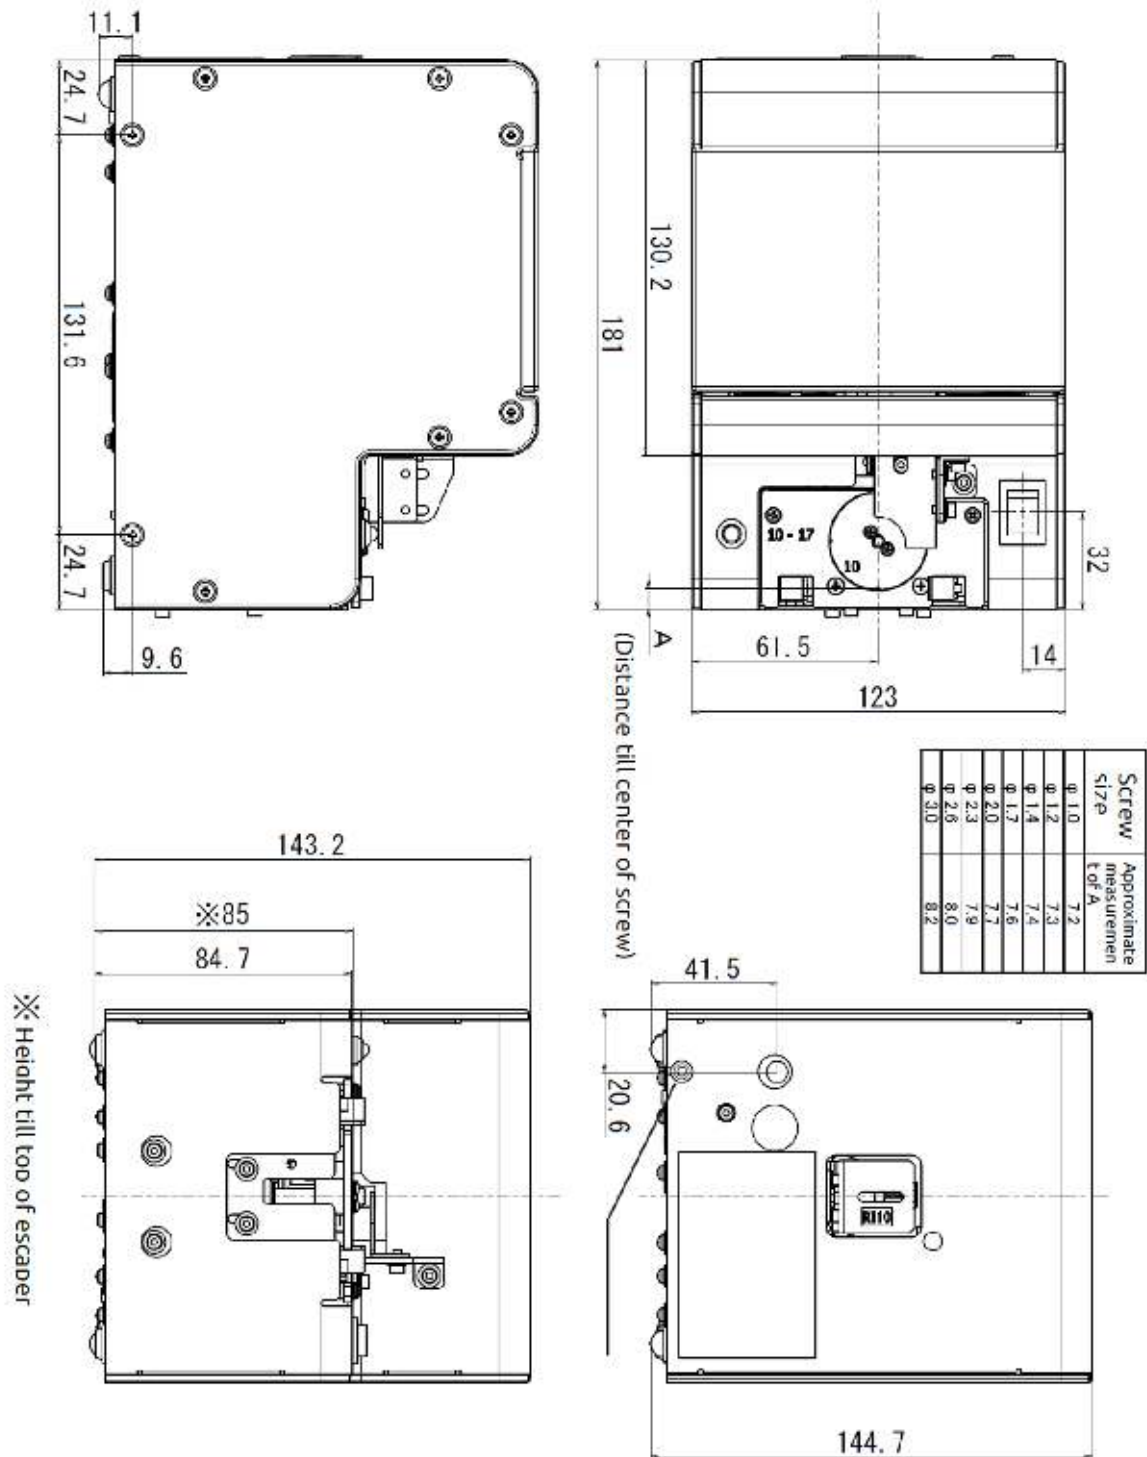 11.1
24.7
131.6
24.7
9.6
130.2
181
10 - 17
10
32
A
(Distance till center of screw)
61.5
14
123
Screw size
Approximate measuremen t of A
φ 1.0 7.2
φ 1.2 7.3
φ 1.4 7.4
φ 1.7 7.6
φ 2.0 7.7
φ 2.3 7.9
φ 2.6 8.0
φ 3.0 8.2
143.2
※85
84.7
※ Height till top of escaper
41.5
20.6
R110
144.7